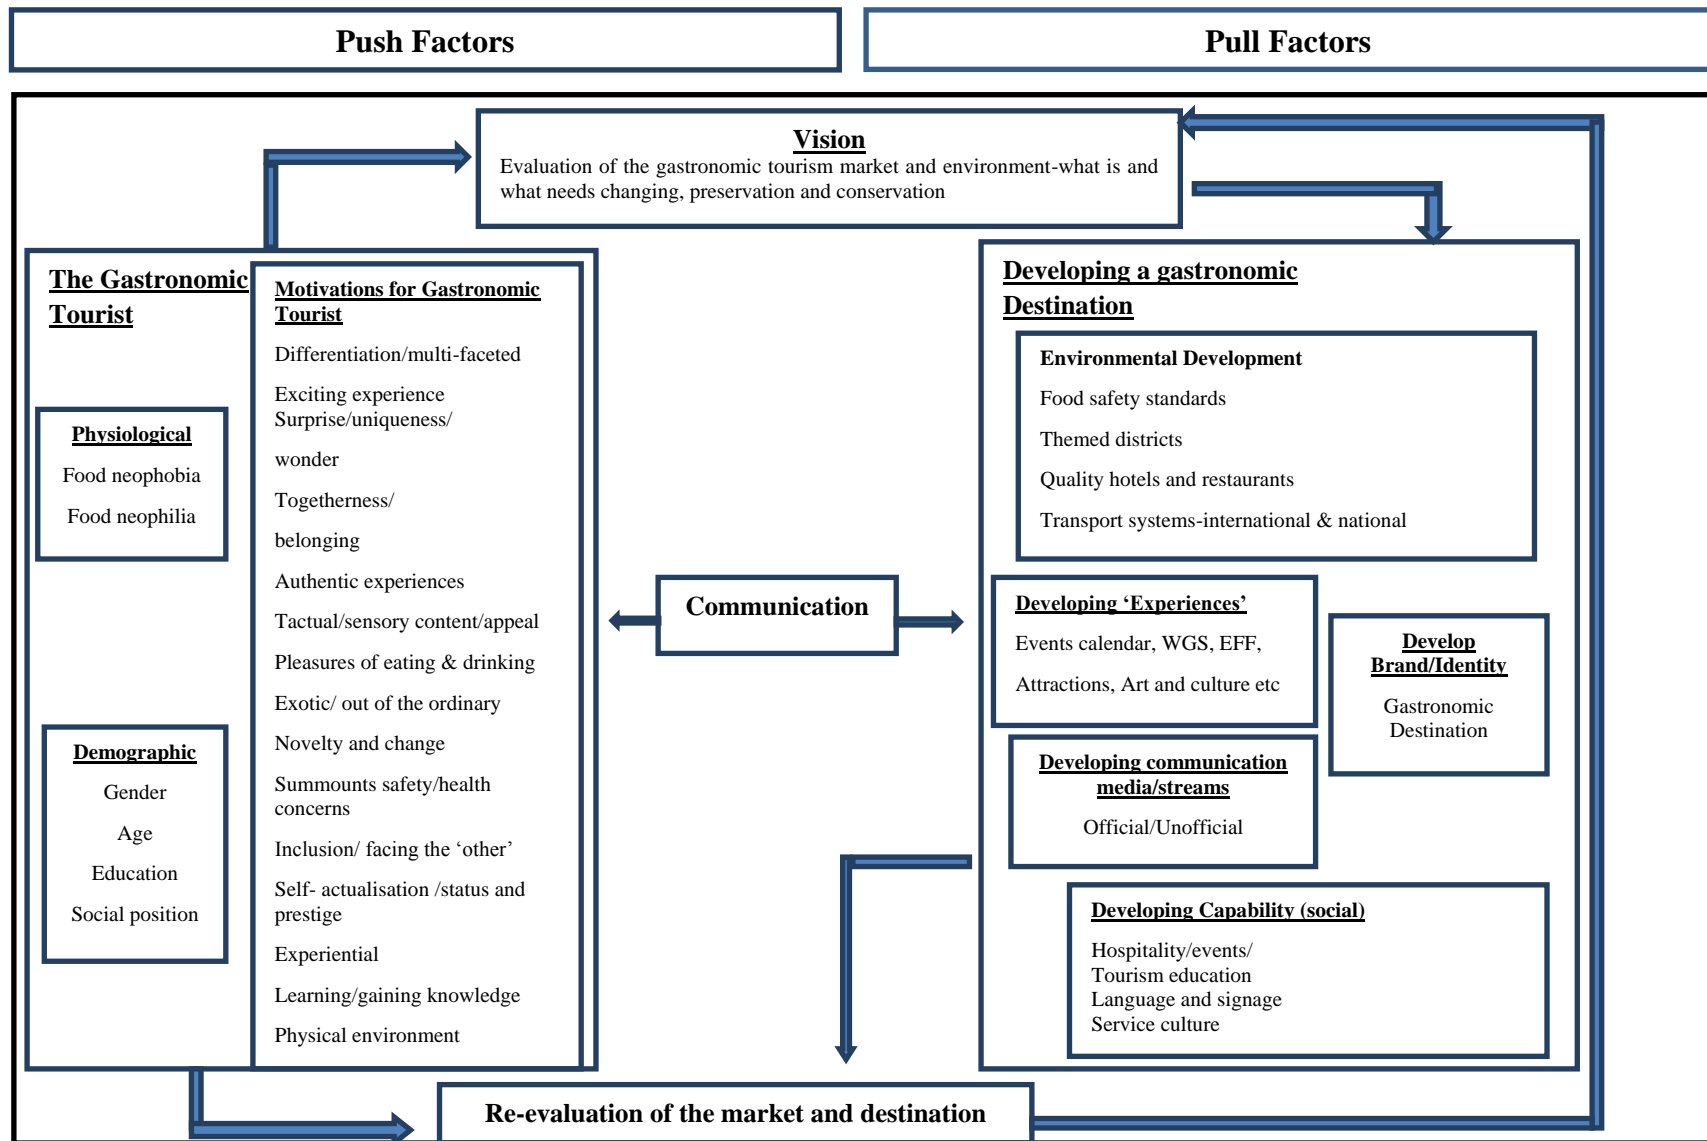 Push Factors
Pull Factors
Vision
Evaluation of the gastronomic tourism market and environment-what is and
what needs changing, preservation and conservation
The Gastronomic
Tourist
Physiological
Food neophobia
Food neophilia
Demographic
Gender
Age
Education
Social position
Motivations for Gastronomic
Tourist
Differentiation/multi-faceted
Exciting experience
Surprise/uniqueness/
wonder
Togetherness/
belonging
Authentic experiences
Tactual/sensory content/appeal
Pleasures of eating & drinking
Exotic/ out of the ordinary
Novelty and change
Summounts safety/health
concerns
Inclusion/ facing the ‘other’
Self- actualisation /status and
prestige
Experiential
Learning/gaining knowledge
Physical environment
Communication
Developing a gastronomic
Destination
Environmental Development
Food safety standards
Themed districts
Quality hotels and restaurants
Transport systems-international & national
Developing ‘Experiences’
Events calendar, WGS, EFF,
Attractions, Art and culture etc
Develop
Brand/Identity
Gastronomic
Destination
Developing communication
media/streams
Official/Unofficial
Developing Capability (social)
Hospitality/events/
Tourism education
Language and signage
Service culture
Re-evaluation of the market and destination